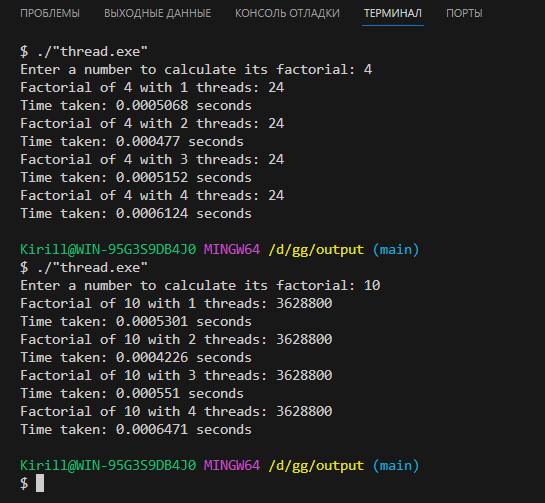 ПРОБЛЕМЫ ВЫХОДНЫЕ ДАННЫЕ КОНСОЛЬ ОТЛАДКИ ТЕРМИНАЛ ПОРТЫ
$ ./"thread.exe"
Enter a number to calculate its factorial: 4
Factorial of 4 with 1 threads: 24
Time taken: 0.0005068 seconds
Factorial of 4 with 2 threads: 24
Time taken: 0.000477 seconds
Factorial of 4 with 3 threads: 24
Time taken: 0.0005152 seconds
Factorial of 4 with 4 threads: 24
Time taken: 0.0006124 seconds
Kirill@WIN-95G3S9DB4J0 MINGW64 /d/gg/output (main)
$ ./"thread.exe"
Enter a number to calculate its factorial: 10
Factorial of 10 with 1 threads: 3628800
Time taken: 0.0005301 seconds
Factorial of 10 with 2 threads: 3628800
Time taken: 0.0004226 seconds
Factorial of 10 with 3 threads: 3628800
Time taken: 0.000551 seconds
Factorial of 10 with 4 threads: 3628800
Time taken: 0.0006471 seconds
Kirill@WIN-95G3S9DB4J0 MINGW64 /d/gg/output (main)
$